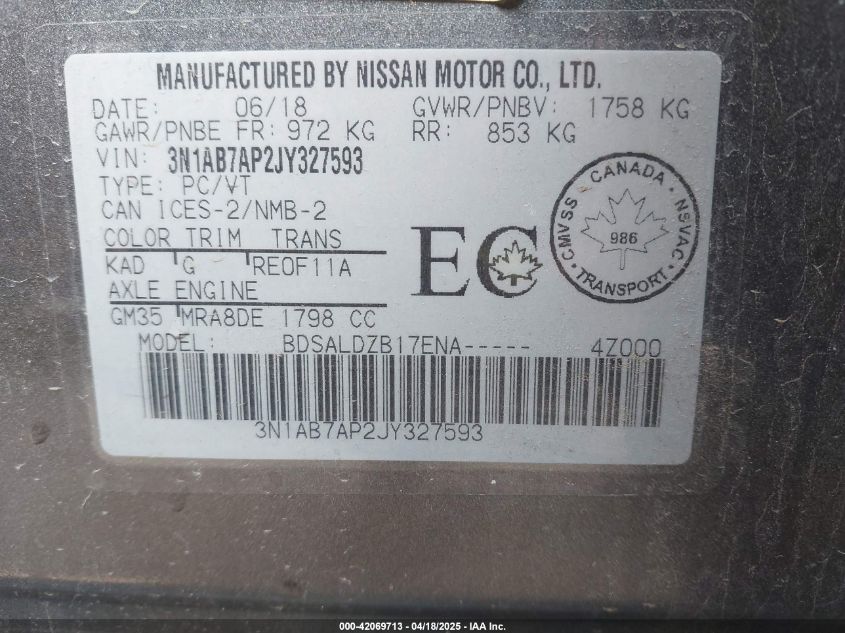 MANUFACTURED BY NISSAN MOTOR CO., LTD.
DATE: 06/18 GVWR/PNBV: 1758 KG
GAWR/PNBE FR: 972 KG RR: 853 KG
VIN: 3N1AB7AP2JY327593
TYPE: PC/VT
CAN ICES-2/NMB-2
COLOR TRIM TRANS
KAD G RE0F11A
AXLE ENGINE
GM35 MRA8DE 1798 CC
MODEL: BDSALDZB17ENA----- 4Z000
3N1AB7AP2JY327593
EC
CANADA
CMVSS NSVAC
986
TRANSPORT
000-42069713 - 04/18/2025 - IAA Inc.